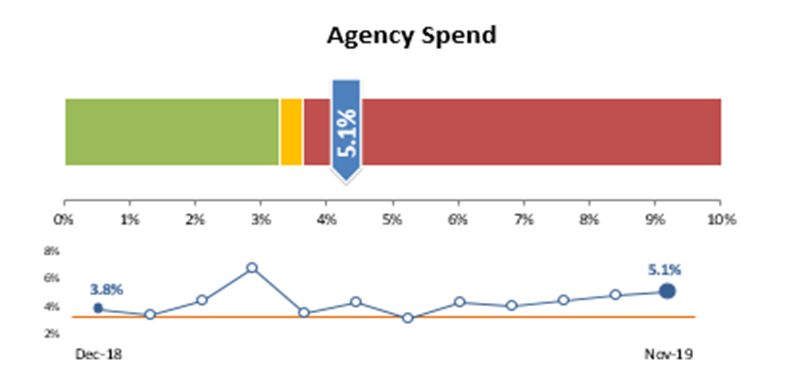 Agency Spend
5.1%
0% 1% 2% 3% 4% 5% 6% 7% 8% 9% 10%
8%
6%
4%
2%
3.8%
5.1%
Dec-18 Nov-19